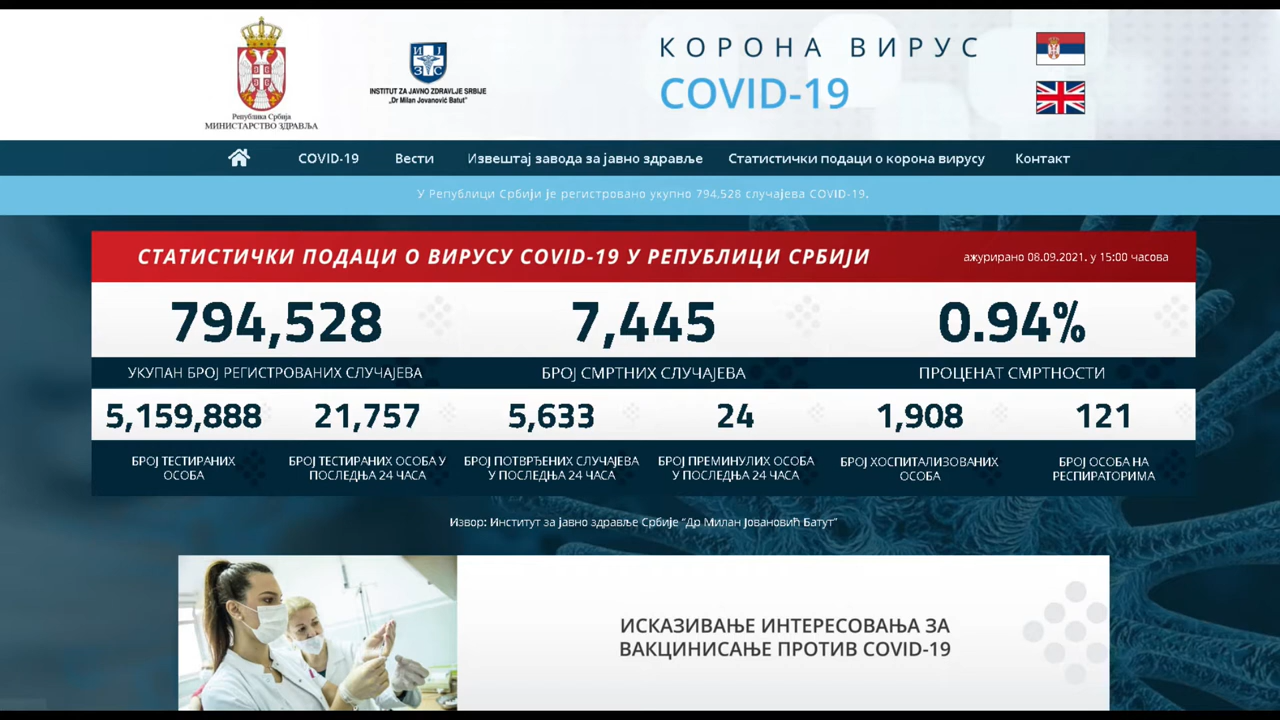 КОРОНА ВИРУС
COVID-19
Република Србија
МИНИСТАРСТВО ЗДРАВЉА
И Ј
З С
INSTITUT ZA JAVNO ZDRAVLJE SRBIJE
„Dr Milan Jovanović Batut”
COVID-19 Вести Извештај завода за јавно здравље Статистички подаци о корона вирусу Контакт
У Републици Србији је регистровано укупно 794.528 случајева COVID-19.
СТАТИСТИЧКИ ПОДАЦИ О ВИРУСУ COVID-19 У РЕПУБЛИЦИ СРБИЈИ
ажурирано 08.09.2021. у 15:00 часова
794,528 7,445 0.94%
УКУПАН БРОЈ РЕГИСТРОВАНИХ СЛУЧАЈЕВА БРОЈ СМРТНИХ СЛУЧАЈЕВА ПРОЦЕНАТ СМРТНОСТИ
5,159,888 21,757 5,633 24 1,908 121
БРОЈ ТЕСТИРАНИХ
ОСОБА
БРОЈ ТЕСТИРАНИХ ОСОБА У
ПОСЛЕДЊА 24 ЧАСА
БРОЈ ПОТВРЂЕНИХ СЛУЧАЈЕВА
У ПОСЛЕДЊА 24 ЧАСА
БРОЈ ПРЕМИНУЛИХ ОСОБА
У ПОСЛЕДЊА 24 ЧАСА
БРОЈ ХОСПИТАЛИЗОВАНИХ
ОСОБА
БРОЈ ОСОБА НА
РЕСПИРАТОРИМА
Извор: Институт за јавно здравље Србије “Др Милан Јовановић Батут”
ИСКАЗИВАЊЕ ИНТЕРЕСОВАЊА ЗА
ВАКЦИНИСАЊЕ ПРОТИВ COVID-19